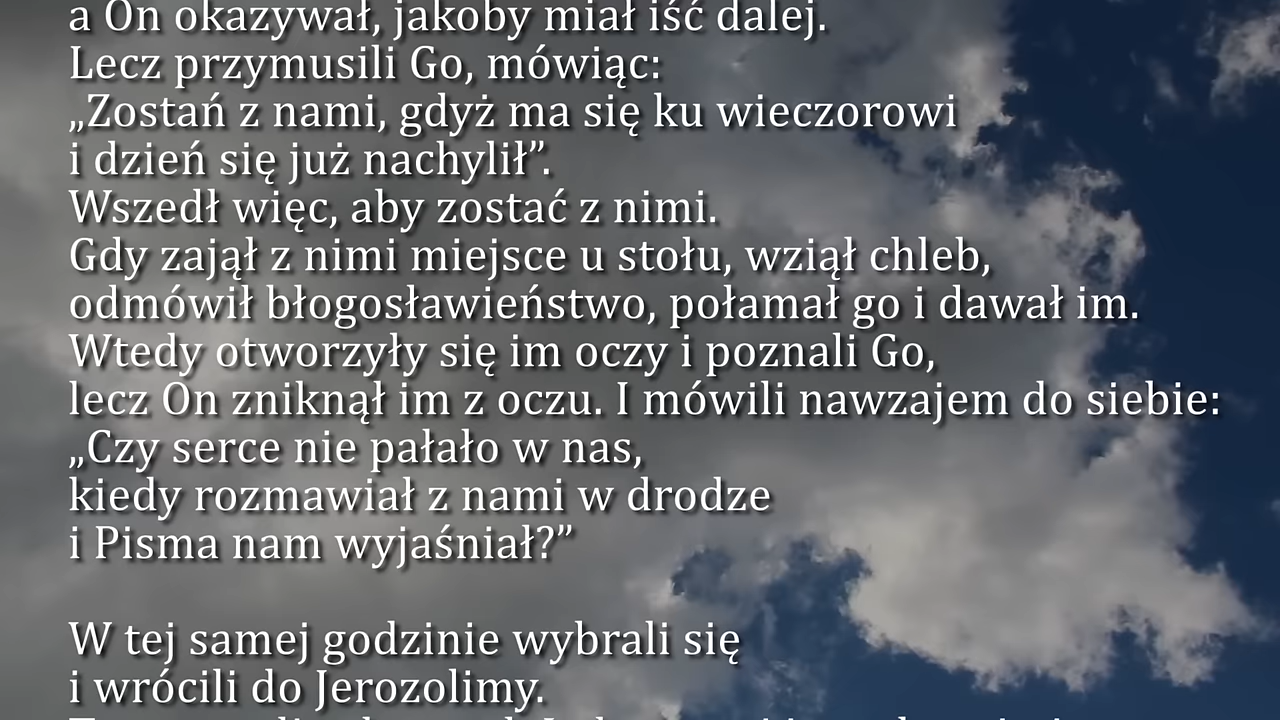 a On okazywał, jakoby miał iść dalej.
Lecz przymusili Go, mówiąc:
„Zostań z nami, gdyż ma się ku wieczorowi
i dzień się już nachylił”.
Wszedł więc, aby zostać z nimi.
Gdy zajął z nimi miejsce u stołu, wziął chleb,
odmówił błogosławieństwo, połamał go i dawał im.
Wtedy otworzyły się im oczy i poznali Go,
lecz On zniknął im z oczu. I mówili nawzajem do siebie:
„Czy serce nie pałało w nas,
kiedy rozmawiał z nami w drodze
i Pisma nam wyjaśniał?”
W tej samej godzinie wybrali się
i wrócili do Jerozolimy.